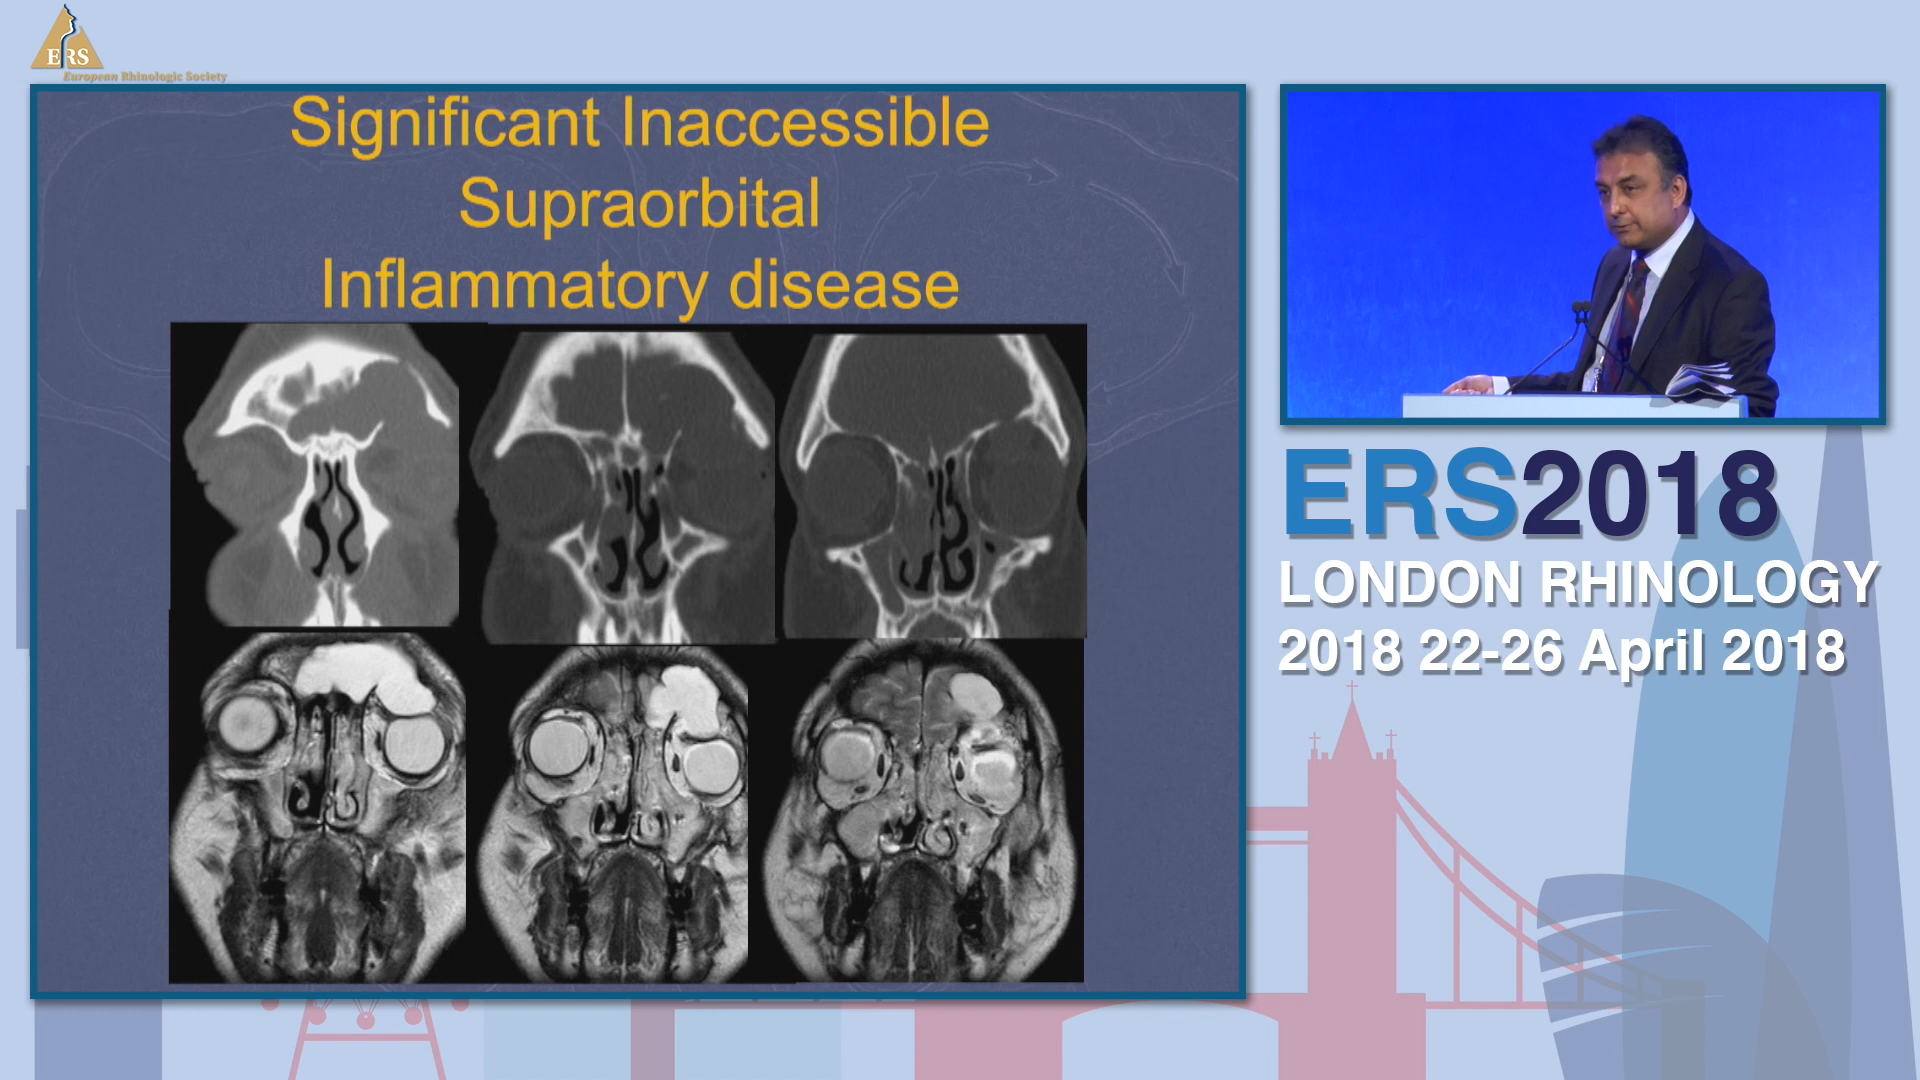 ERS
European Rhinologic Society
Significant Inaccessible
Supraorbital
Inflammatory disease
ERS2018
LONDON RHINOLOGY
2018 22-26 April 2018